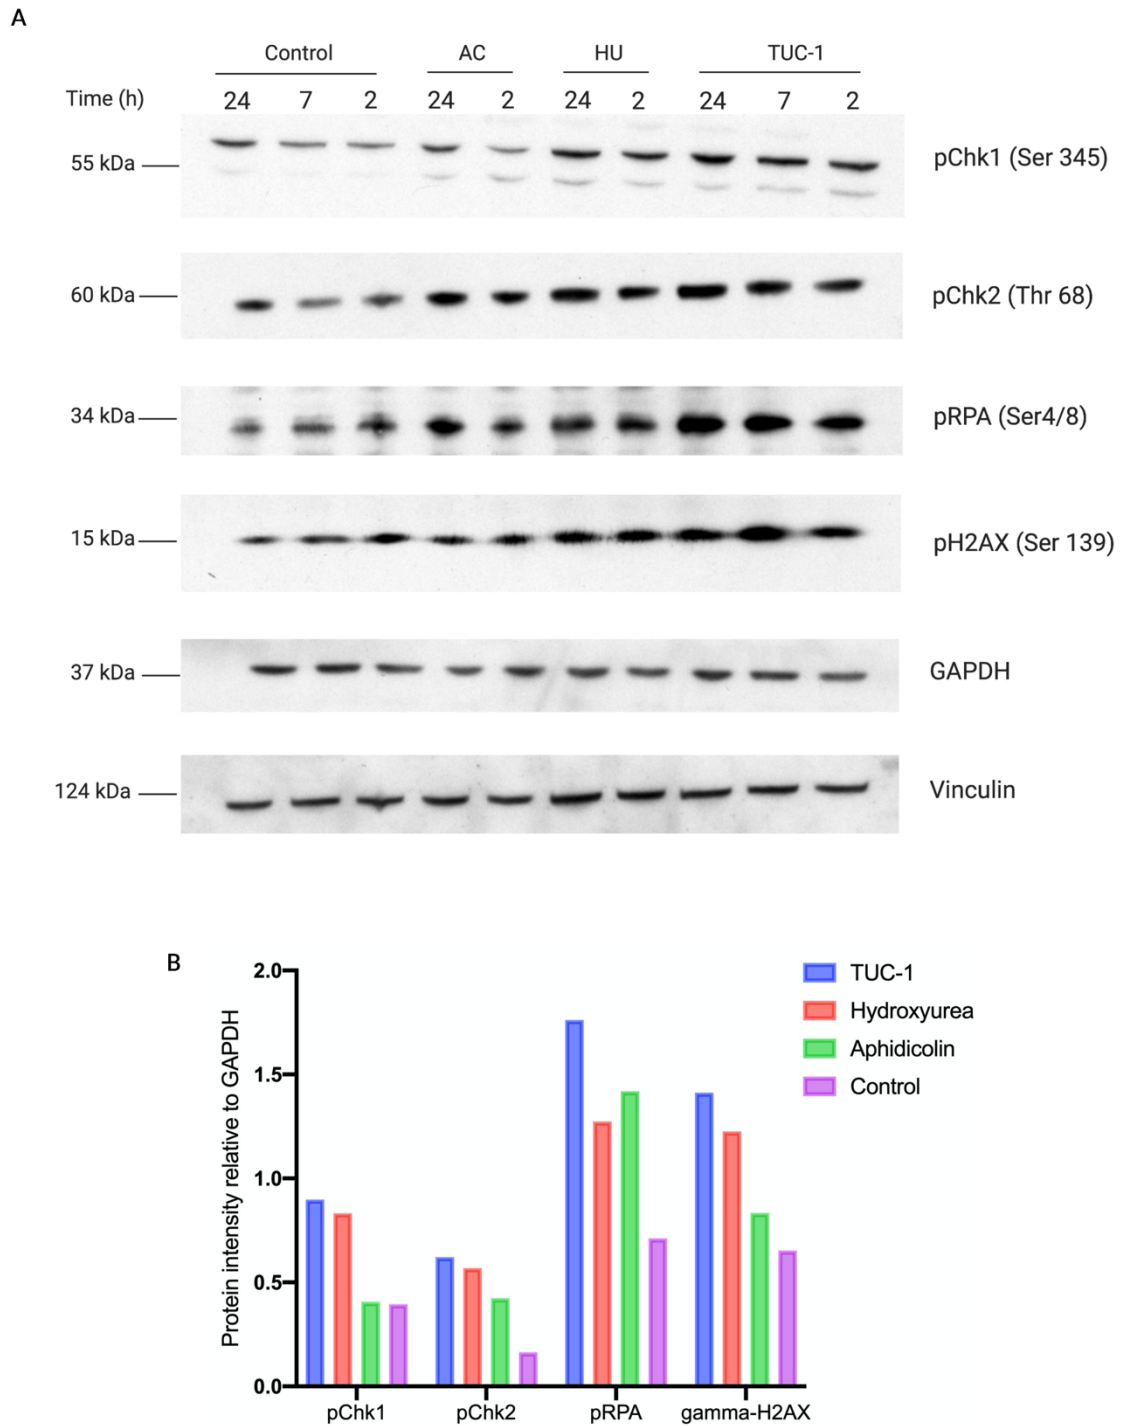 A
Control AC HU TUC-1
Time (h) 24 7 2 24 2 24 2 24 7 2
55 kDa pChk1 (Ser 345)
60 kDa pChk2 (Thr 68)
34 kDa pRPA (Ser4/8)
15 kDa pH2AX (Ser 139)
37 kDa GAPDH
124 kDa Vinculin
B
Protein intensity relative to GAPDH
2.0
1.5
1.0
0.5
0.0
pChk1 pChk2 pRPA gamma-H2AX
TUC-1
Hydroxyurea
Aphidicolin
Control